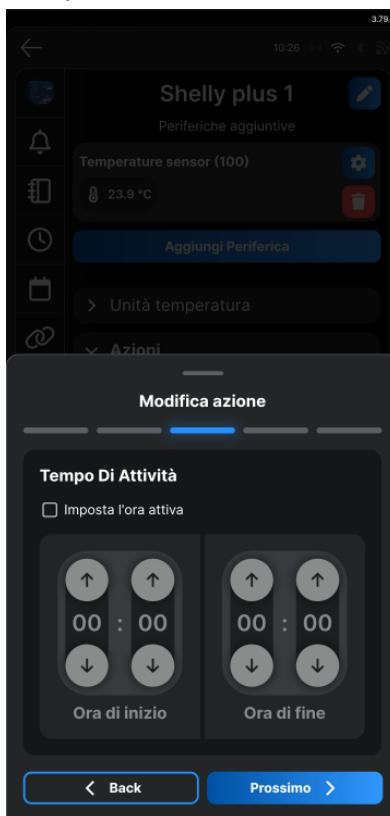 3.79.
10:26
Shelly plus 1
Periferiche aggiuntive
Temperature sensor (100)
23.9 °C
Aggiungi Periferica
Unità temperatura
Azioni
Modifica azione
Tempo Di Attività
Imposta l'ora attiva
00 : 00 00 : 00
Ora di inizio Ora di fine
Back Prossimo